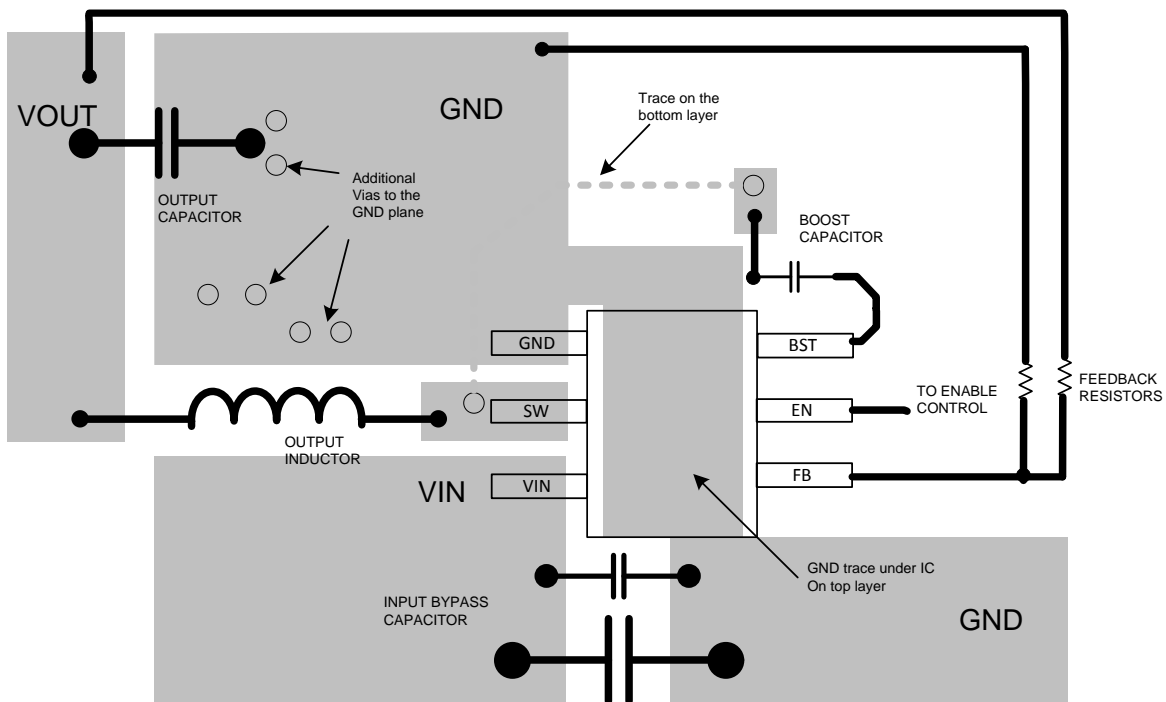 VOUT
GND
Trace on the
bottom layer
Additional
Vias to the
GND plane
OUTPUT
CAPACITOR
BOOST
CAPACITOR
GND
BST
TO ENABLE
CONTROL
FEEDBACK
RESISTORS
SW
EN
OUTPUT
INDUCTOR
VIN
VIN
FB
GND trace under IC
On top layer
INPUT BYPASS
CAPACITOR
GND